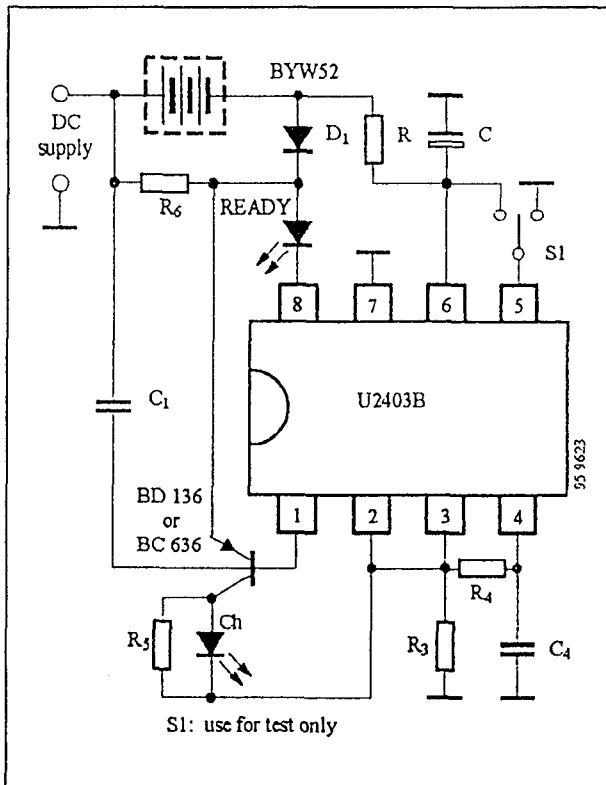 BYW52
DC
supply
D1
R
C
R6
READY
S1
8
7
6
5
C1
U2403B
95 9623
BD 136
or
BC 636
1
2
3
4
R4
Ch
R5
R3
C4
S1: use for test only